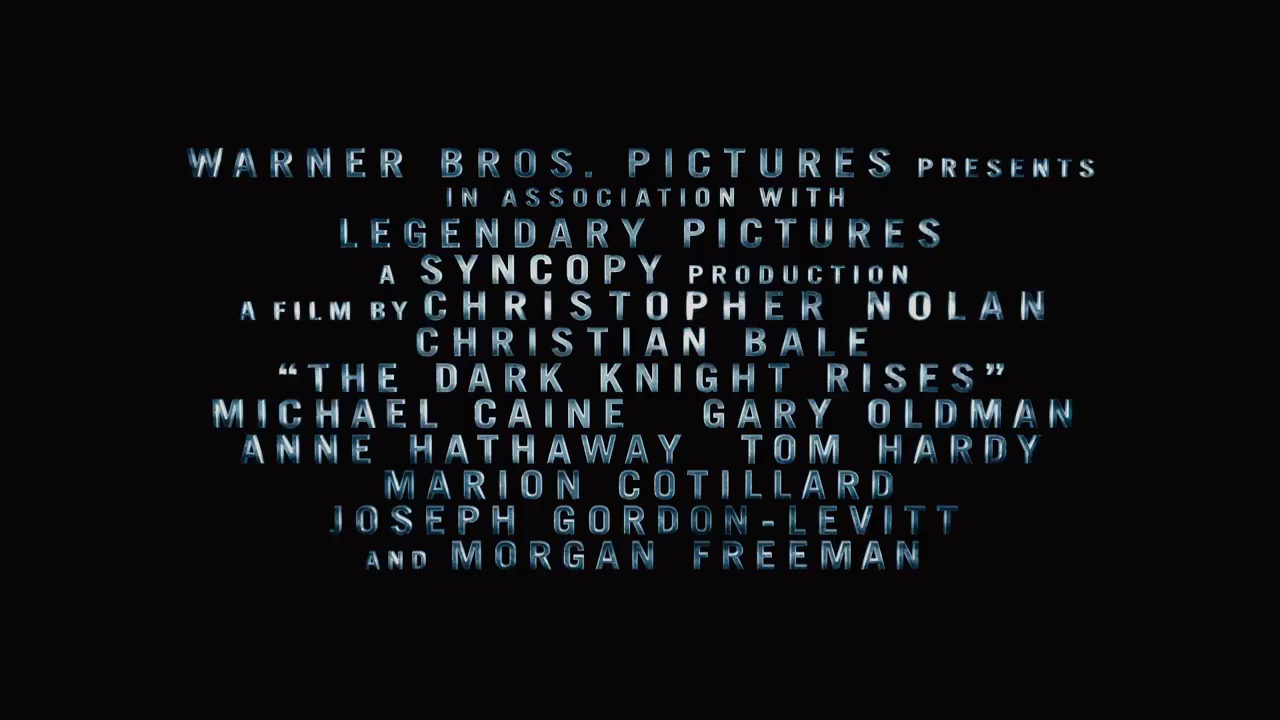 WARNER BROS. PICTURES PRESENTS
IN ASSOCIATION WITH
LEGENDARY PICTURES
A SYNCOPY PRODUCTION
A FILM BY CHRISTOPHER NOLAN
CHRISTIAN BALE
“THE DARK KNIGHT RISES”
MICHAEL CAINE GARY OLDMAN
ANNE HATHAWAY TOM HARDY
MARION COTILLARD
JOSEPH GORDON-LEVITT
AND MORGAN FREEMAN